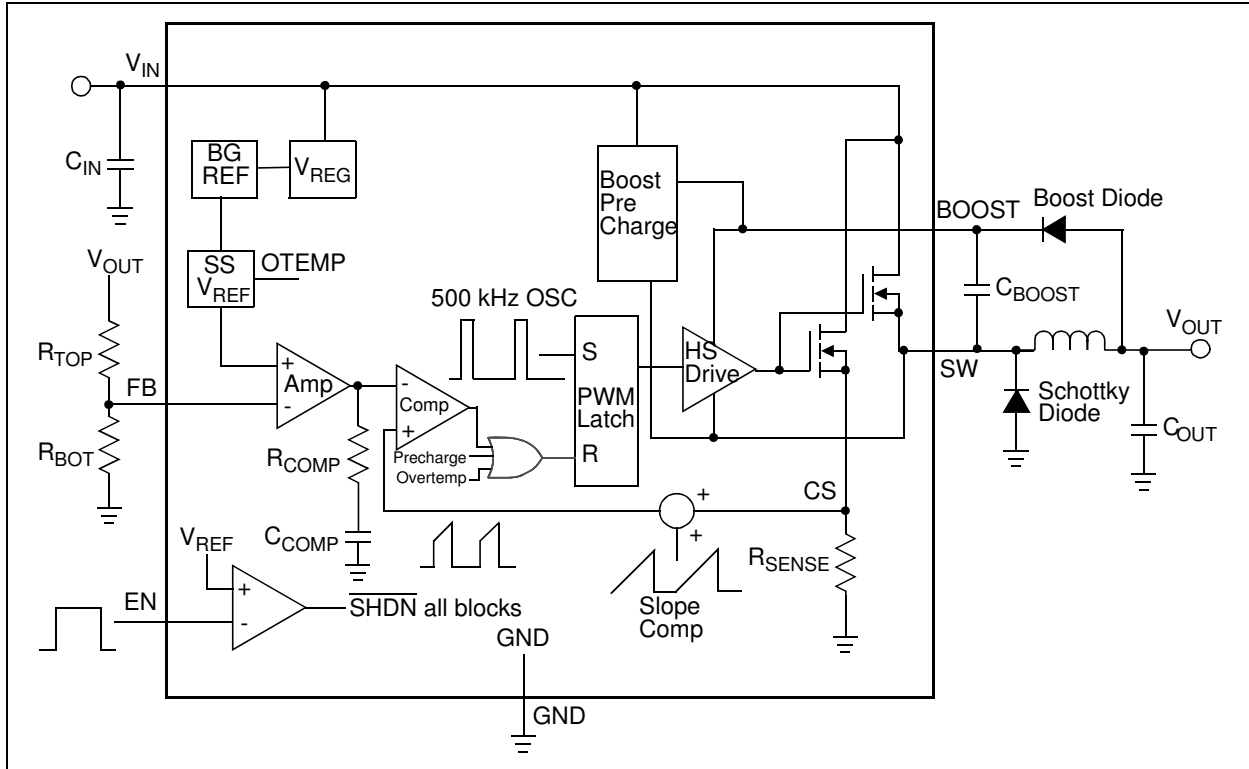 VIN
CIN
BG
REF
VREG
Boost
Pre
Charge
BOOST
Boost Diode
VOUT
SS
VREF
OTEMP
500 kHz OSC
CBOOST
VOUT
RTOP
S
HS
Drive
SW
FB
+
Amp
-
-
Comp
+
PWM
Latch
Schottky
Diode
COUT
RBOT
RCOMP
Precharge
Overtemp
R
CS
+
+
VREF
CCOMP
RSENSE
EN
+
-
SHDN all blocks
Slope
Comp
GND
GND